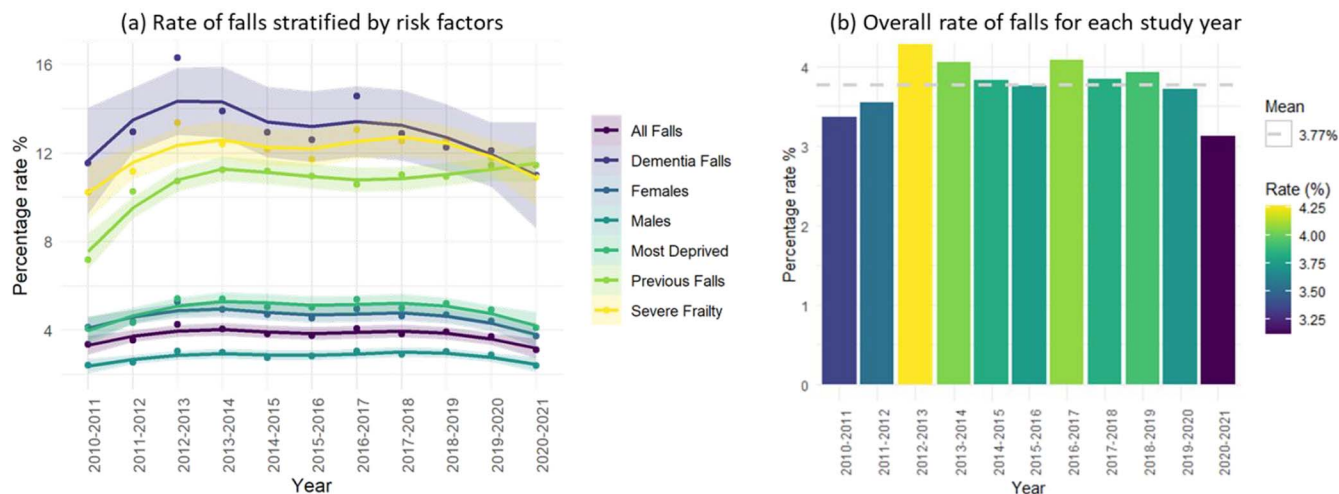 (a) Rate of falls stratified by risk factors
16
12
8
4
Percentage rate %
2010-2011
2011-2012
2012-2013
2013-2014
2014-2015
2015-2016
2016-2017
2017-2018
2018-2019
2019-2020
2020-2021
Year
All Falls
Dementia Falls
Females
Males
Most Deprived
Previous Falls
Severe Frailty
(b) Overall rate of falls for each study year
4
3
2
1
0
Percentage rate %
2010-2011
2011-2012
2012-2013
2013-2014
2014-2015
2015-2016
2016-2017
2017-2018
2018-2019
2019-2020
2020-2021
Year
Mean
3.77%
Rate (%)
4.25
4.00
3.75
3.50
3.25